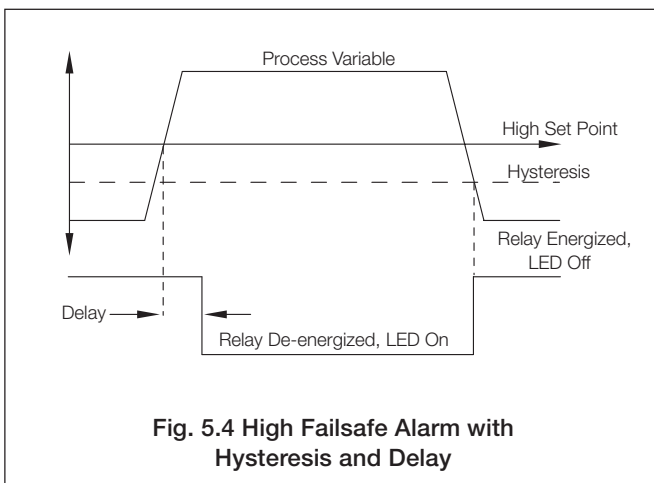 Process Variable
High Set Point
Hysteresis
Relay Energized,
LED Off
Delay
Relay De-energized, LED On
Fig. 5.4 High Failsafe Alarm with
Hysteresis and Delay